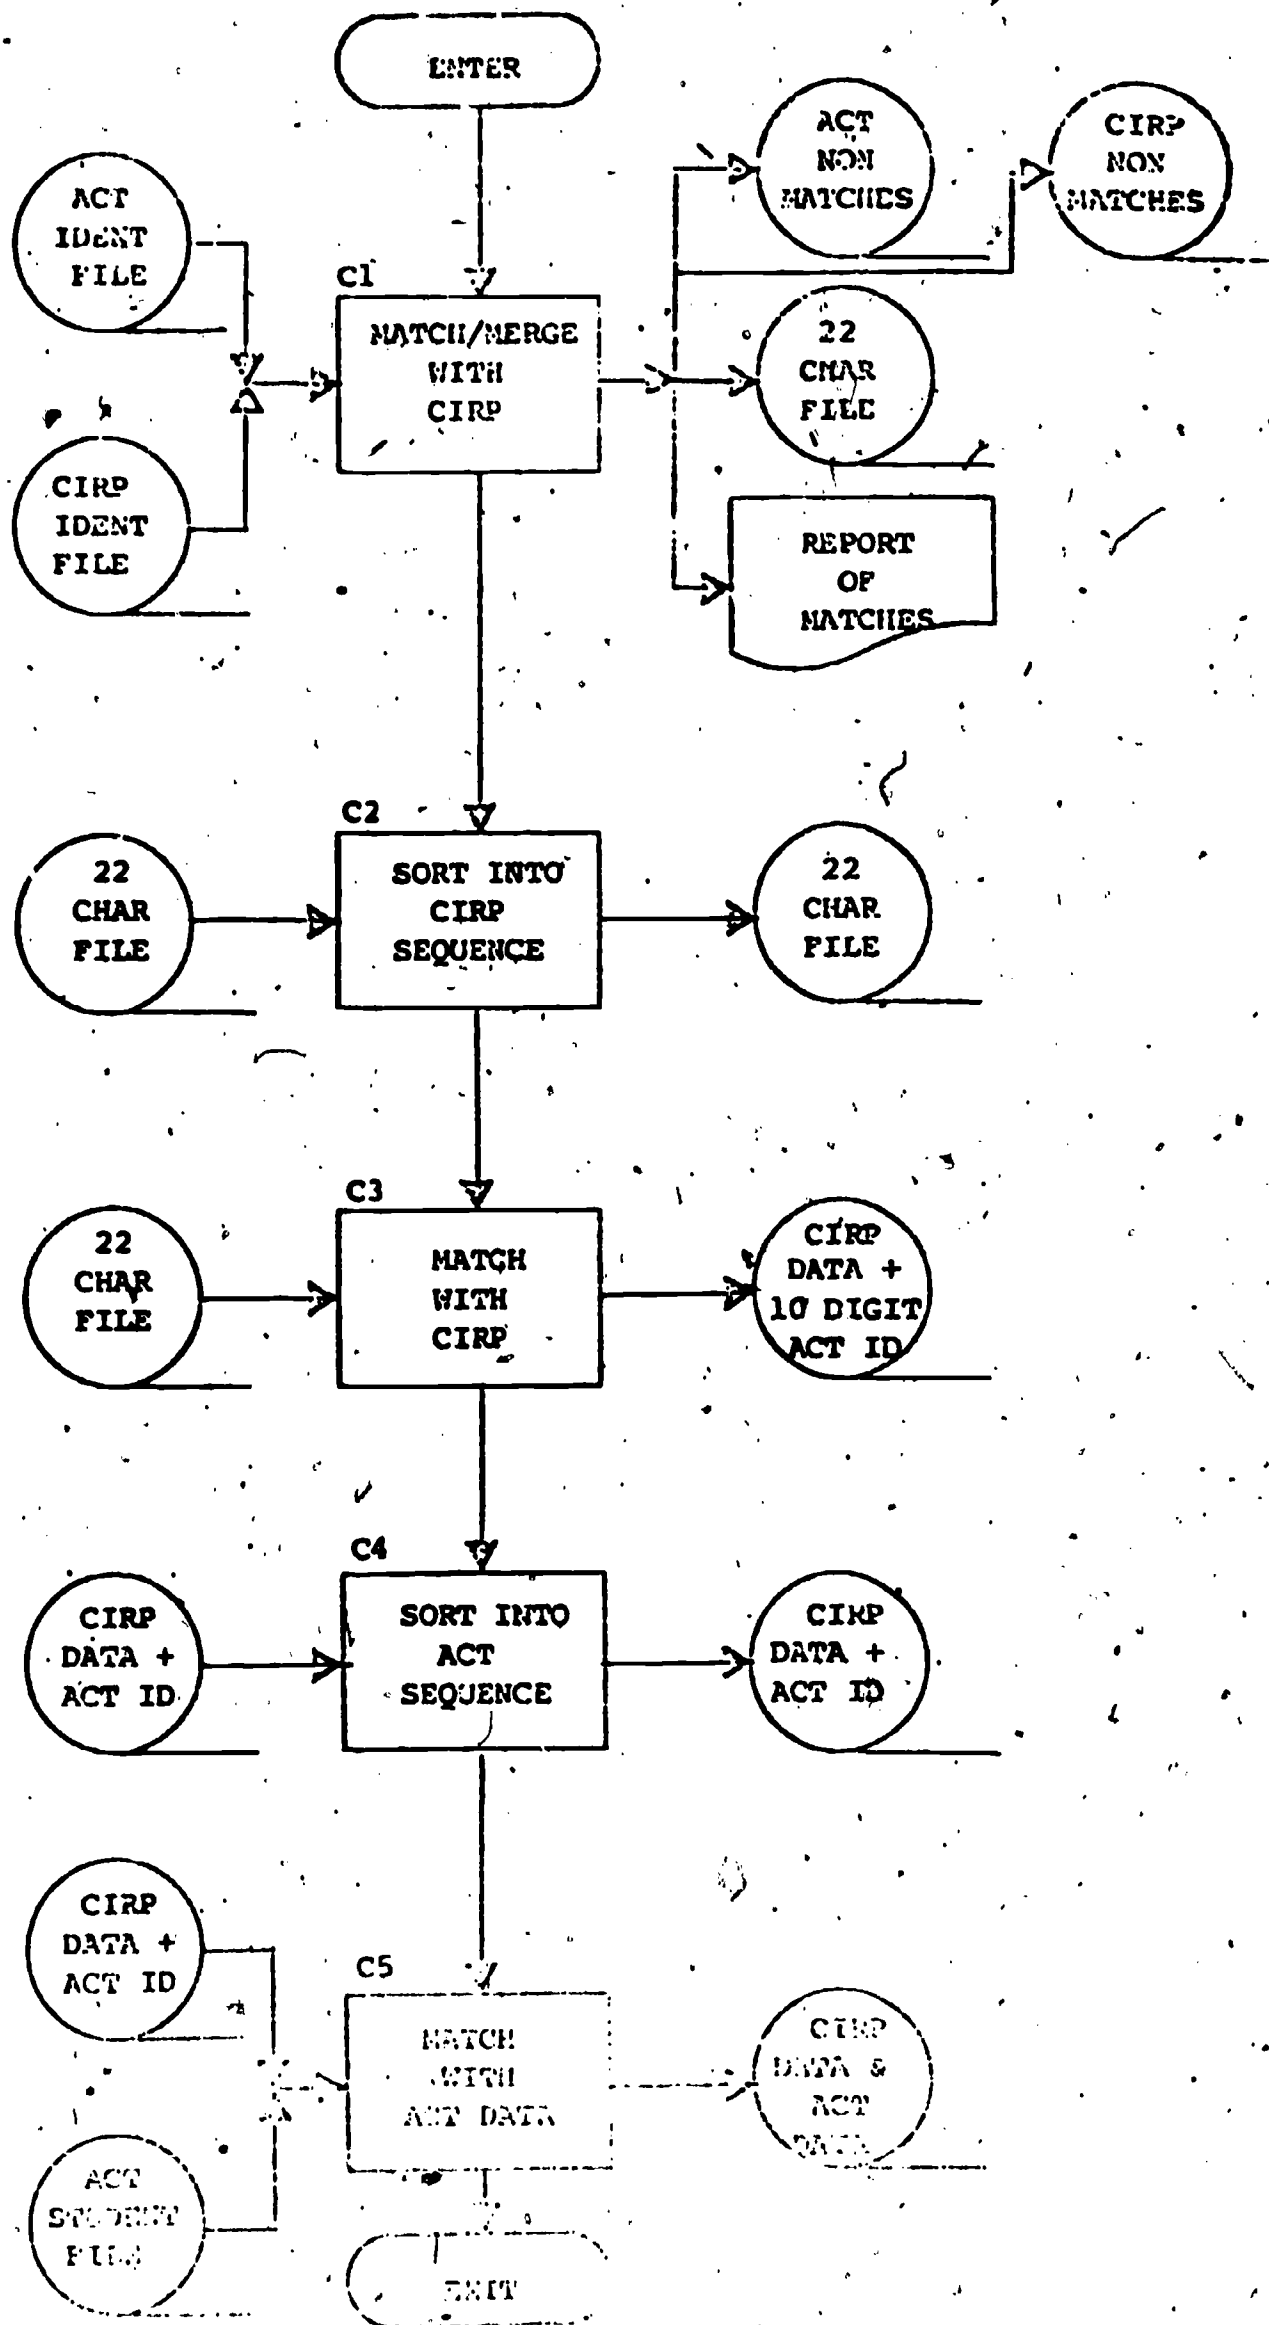 ENTER
ACT
NON
MATCHES
CIRP
NON
MATCHES
ACT
IDENT
FILE
C1
MATCH/MERGE
WITH
CIRP
22
CHAR
FILE
CIRP
IDENT
FILE
REPORT
OF
MATCHES
C2
22
CHAR
FILE
SORT INTO
CIRP
SEQUENCE
22
CHAR
FILE
C3
22
CHAR
FILE
MATCH
WITH
CIRP
CIRP
DATA +
10 DIGIT
ACT ID
C4
CIRP
DATA +
ACT ID
SORT INTO
ACT
SEQUENCE
CIRP
DATA +
ACT ID
CIRP
DATA +
ACT ID
C5
MATCH
WITH
ACT DATA
CIRP
DATA &
ACT
DATA
ACT
STUDENT
FILE
EXIT